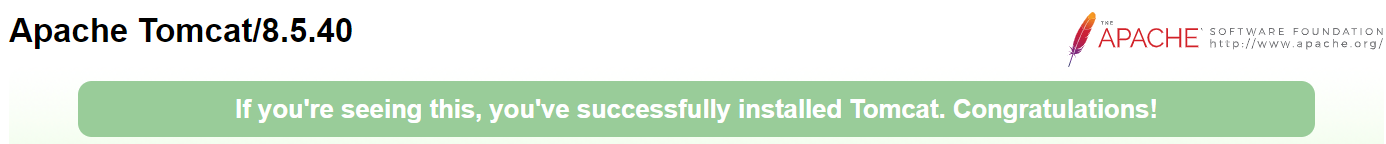 Apache Tomcat/8.5.40
THE
APACHE® SOFTWARE FOUNDATION
http://www.apache.org/
If you're seeing this, you've successfully installed Tomcat. Congratulations!